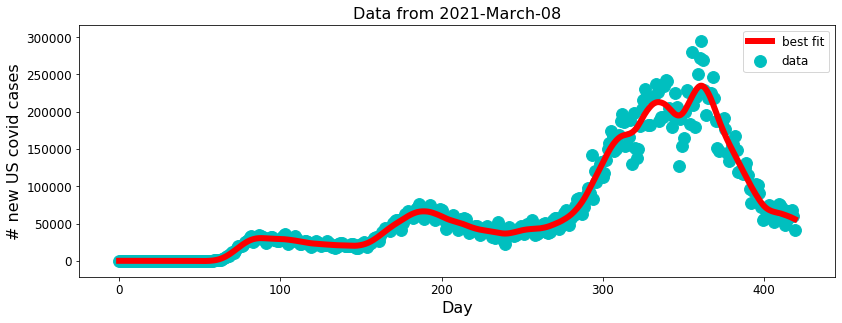 Data from 2021-March-08
# new US covid cases
300000
250000
200000
150000
100000
50000
0
best fit
data
0
100
200
300
400
Day